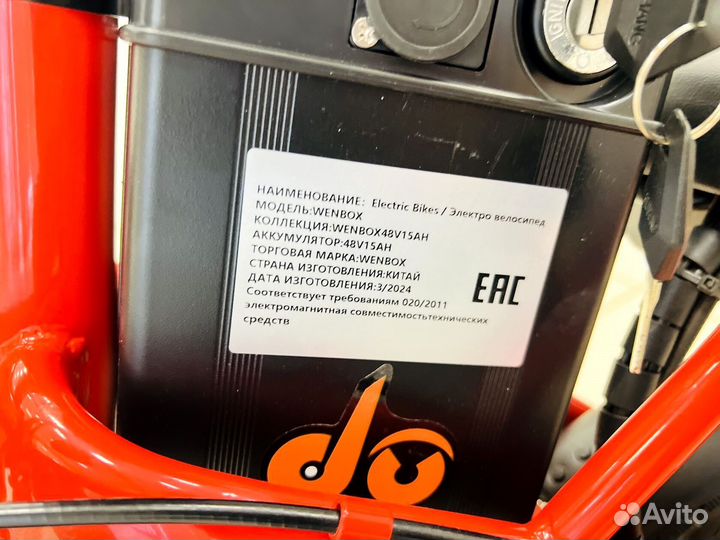 IGN
НАИМЕНОВАНИЕ: Electric Bikes / Электро велосипед
МОДЕЛЬ:WENBOX
КОЛЛЕКЦИЯ:WENBOX48V15AH
АККУМУЛЯТОР:48V15AH
ТОРГОВАЯ МАРКА:WENBOX
СТРАНА ИЗГОТОВЛЕНИЯ:КИТАЙ
ДАТА ИЗГОТОВЛЕНИЯ:3/2024
Соответствует требованиям 020/2011
электромагнитная совместимостьтехнических
средств
EAC
Avito